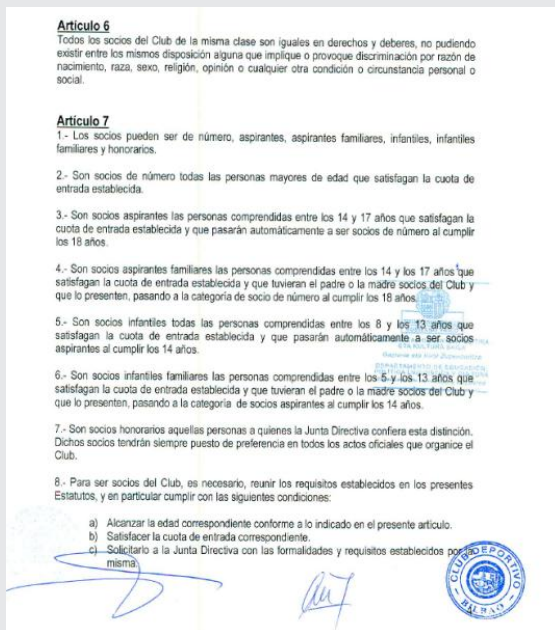 Artículo 6
Todos los socios del Club de la misma clase son iguales en derechos y deberes, no pudiendo
existir entre los mismos disposición alguna que implique o provoque discriminación por razón de
nacimiento, raza, sexo, religión, opinión o cualquier otra condición o circunstancia personal o
social.
Artículo 7
1.- Los socios pueden ser de número, aspirantes, aspirantes familiares, infantiles, infantiles
familiares y honorarios.
2.- Son socios de número todas las personas mayores de edad que satisfagan la cuota de
entrada establecida.
3.- Son socios aspirantes las personas comprendidas entre los 14 y 17 años que satisfagan la
cuota de entrada establecida y que pasarán automáticamente a ser socios de número al cumplir
los 18 años.
4.- Son socios aspirantes familiares las personas comprendidas entre los 14 y los 17 años que
satisfagan la cuota de entrada establecida y que tuvieran el padre o la madre socios del Club y
que lo presenten, pasando a la categoría de socio de número al cumplir los 18 años.
5.- Son socios infantiles todas las personas comprendidas entre los 8 y los 13 años que
satisfagan la cuota de entrada establecida y que pasarán automáticamente a ser socios
aspirantes al cumplir los 14 años.
6.- Son socios infantiles familiares las personas comprendidas entre los 5 y los 13 años que
satisfagan la cuota de entrada establecida y que tuvieran el padre o la madre socios del Club y
que lo presenten, pasando a la categoría de socios aspirantes al cumplir los 14 años.
7.- Son socios honorarios aquellas personas a quienes la Junta Directiva confiera esta distinción.
Dichos socios tendrán siempre puesto de preferencia en todos los actos oficiales que organice el
Club.
8.- Para ser socios del Club, es necesario, reunir los requisitos establecidos en los presentes
Estatutos, y en particular cumplir con las siguientes condiciones:
a) Alcanzar la edad correspondiente conforme a lo indicado en el presente artículo.
b) Satisfacer la cuota de entrada correspondiente.
c) Solicitarlo a la Junta Directiva con las formalidades y requisitos establecidos por la
misma.
CLUB DEPORTIVO
BILBAO